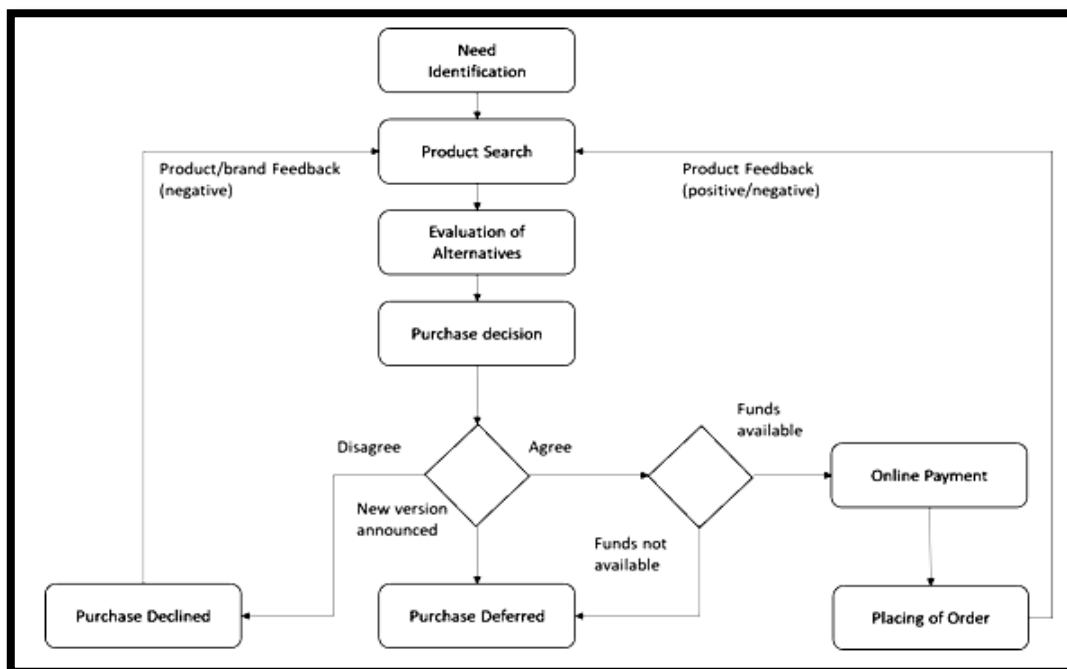 Need
Identification
Product Search
Product/brand Feedback
(negative)
Product Feedback
(positive/negative)
Evaluation of
Alternatives
Purchase decision
Funds
available
Disagree
Agree
Online Payment
New version
announced
Funds not
available
Purchase Declined
Purchase Deferred
Placing of Order